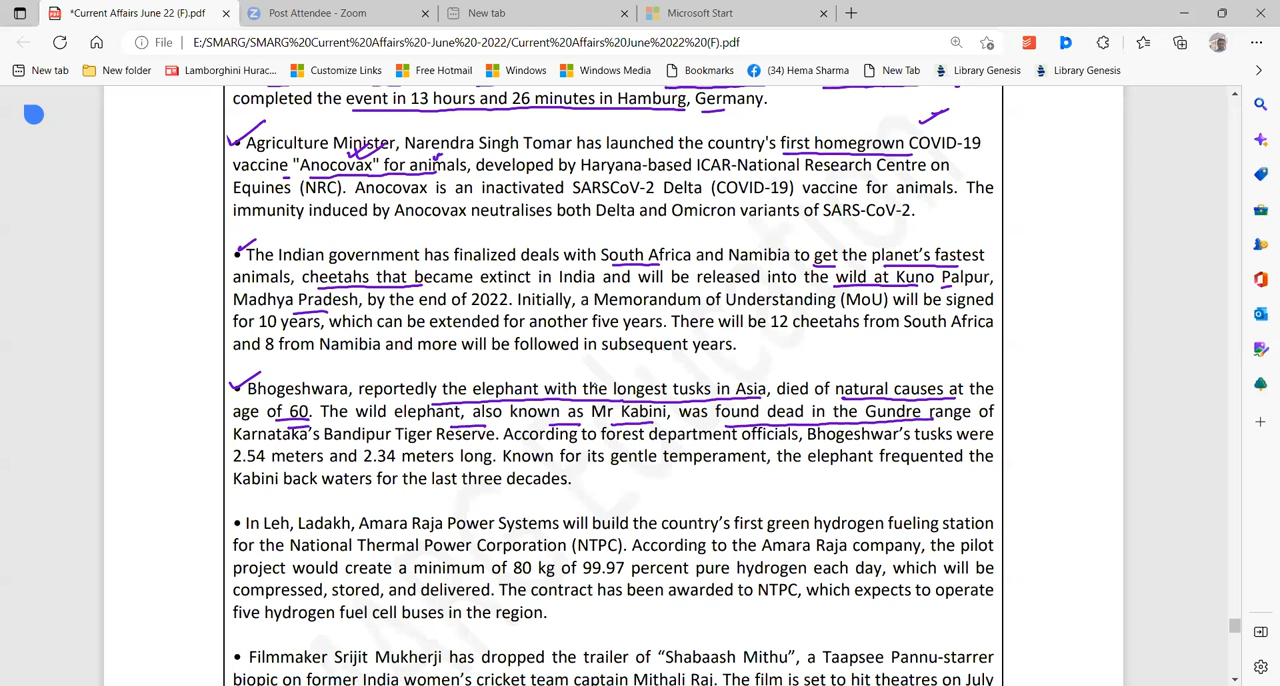 *Current Affairs June 22 (F).pdf
Post Attendee - Zoom
New tab
Microsoft Start
File
E:/SMARG/SMARG%20Current%20Affairs%20-June%20-2022/Current%20Affairs%20June%2022%20(F).pdf
New tab
New folder
Lamborghini Hurac...
Customize Links
Free Hotmail
Windows
Windows Media
Bookmarks
(34) Hema Sharma
New Tab
Library Genesis
Library Genesis
completed the event in 13 hours and 26 minutes in Hamburg, Germany.
• Agriculture Minister, Narendra Singh Tomar has launched the country's first homegrown COVID-19
vaccine "Anocovax" for animals, developed by Haryana-based ICAR-National Research Centre on
Equines (NRC). Anocovax is an inactivated SARSCoV-2 Delta (COVID-19) vaccine for animals. The
immunity induced by Anocovax neutralises both Delta and Omicron variants of SARS-CoV-2.
• The Indian government has finalized deals with South Africa and Namibia to get the planet's fastest
animals, cheetahs that became extinct in India and will be released into the wild at Kuno Palpur,
Madhya Pradesh, by the end of 2022. Initially, a Memorandum of Understanding (MoU) will be signed
for 10 years, which can be extended for another five years. There will be 12 cheetahs from South Africa
and 8 from Namibia and more will be followed in subsequent years.
• Bhogeshwara, reportedly the elephant with the longest tusks in Asia, died of natural causes at the
age of 60. The wild elephant, also known as Mr Kabini, was found dead in the Gundre range of
Karnataka's Bandipur Tiger Reserve. According to forest department officials, Bhogeshwar's tusks were
2.54 meters and 2.34 meters long. Known for its gentle temperament, the elephant frequented the
Kabini back waters for the last three decades.
• In Leh, Ladakh, Amara Raja Power Systems will build the country's first green hydrogen fueling station
for the National Thermal Power Corporation (NTPC). According to the Amara Raja company, the pilot
project would create a minimum of 80 kg of 99.97 percent pure hydrogen each day, which will be
compressed, stored, and delivered. The contract has been awarded to NTPC, which expects to operate
five hydrogen fuel cell buses in the region.
• Filmmaker Srijit Mukherji has dropped the trailer of “Shabaash Mithu”, a Taapsee Pannu-starrer
biopic on former India women's cricket team captain Mithali Raj. The film is set to hit theatres on July